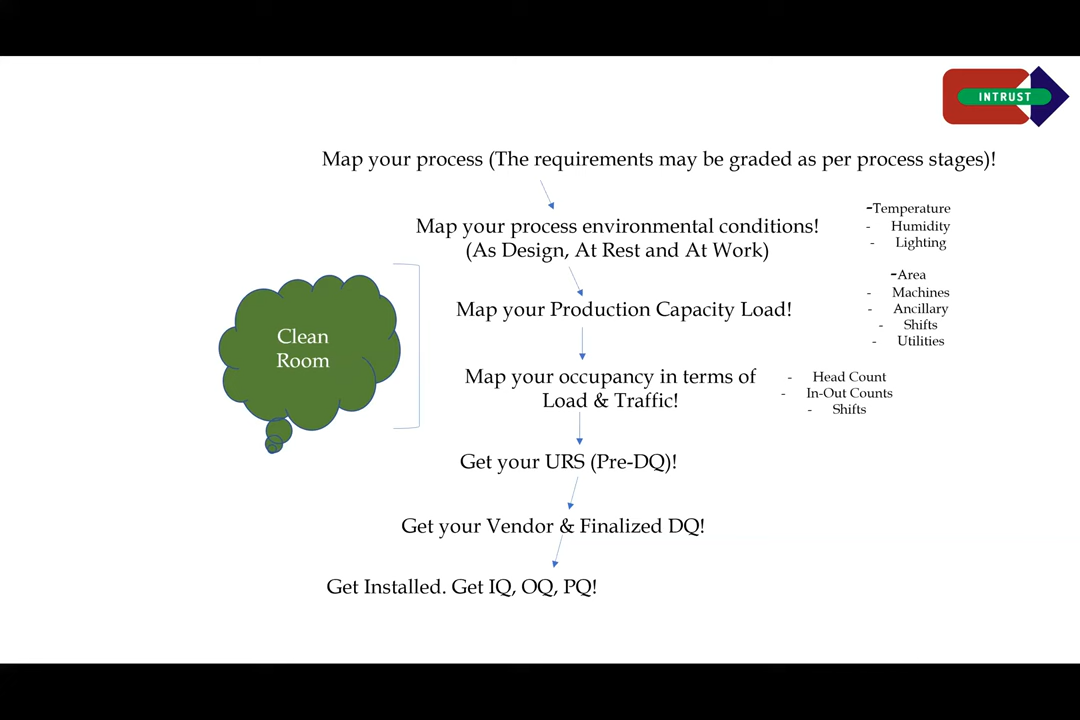 INTRUST
Map your process (The requirements may be graded as per process stages)!
Map your process environmental conditions!
(As Design, At Rest and At Work)
-Temperature
- Humidity
- Lighting
Clean
Room
Map your Production Capacity Load!
-Area
- Machines
- Ancillary
- Shifts
- Utilities
Map your occupancy in terms of
Load & Traffic!
- Head Count
- In-Out Counts
- Shifts
Get your URS (Pre-DQ)!
Get your Vendor & Finalized DQ!
Get Installed. Get IQ, OQ, PQ!